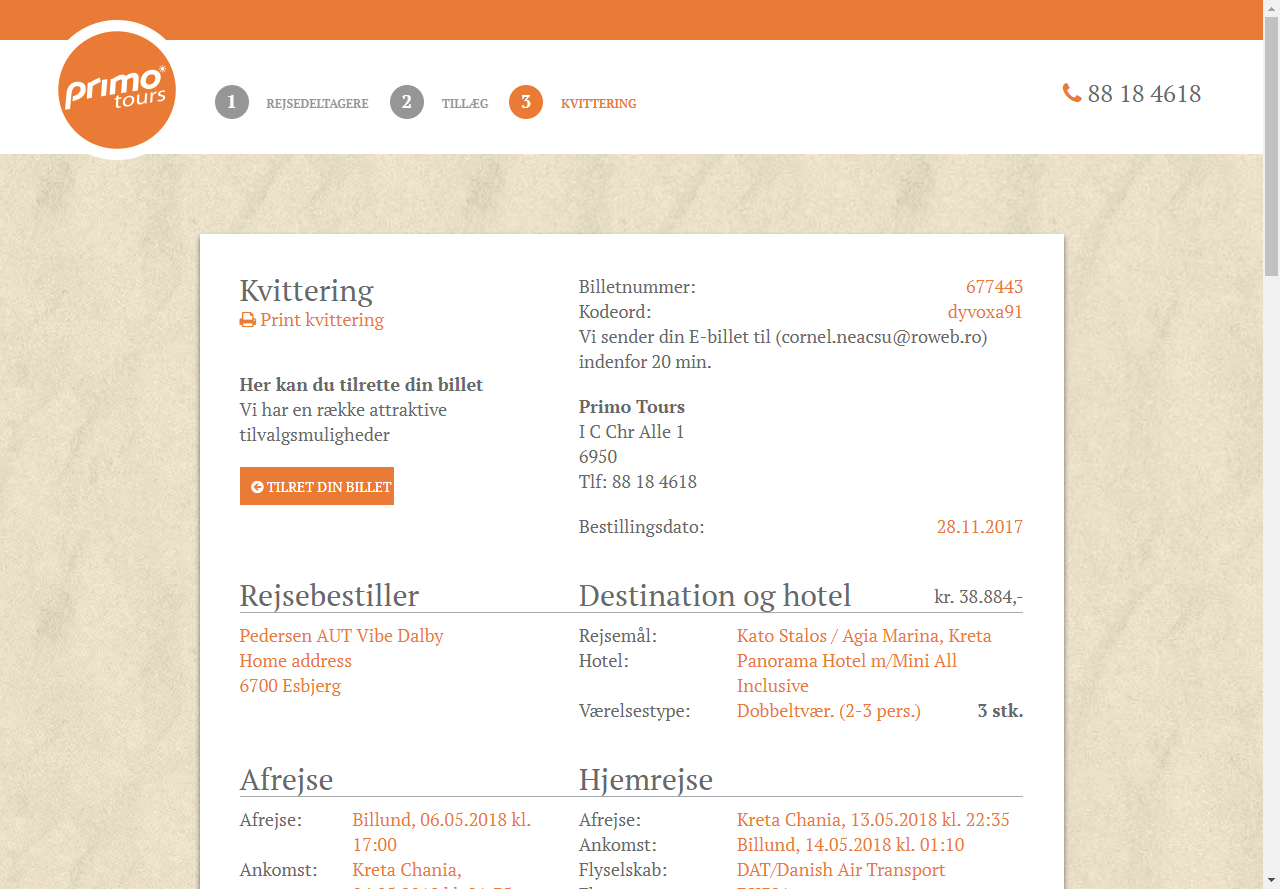 primo
tours
1 REJSEDELTAGERE 2 TILLÆG 3 KVITTERING
88 18 4618
Kvittering
Print kvittering
Her kan du tilrette din billet
Vi har en række attraktive
tilvalgsmuligheder
TILRET DIN BILLET
Billetnummer: 677443
Kodeord: dyvoxa91
Vi sender din E-billet til (cornel.neacsu@roweb.ro)
indenfor 20 min.
Primo Tours
I C Chr Alle 1
6950
Tlf: 88 18 4618
Bestillingsdato: 28.11.2017
Rejsebestiller
Pedersen AUT Vibe Dalby
Home address
6700 Esbjerg
Destination og hotel kr. 38.884,-
Rejsemål: Kato Stalos / Agia Marina, Kreta
Hotel: Panorama Hotel m/Mini All
Inclusive
Værelsestype: Dobbeltvær. (2-3 pers.) 3 stk.
Afrejse
Afrejse: Billund, 06.05.2018 kl.
17:00
Ankomst: Kreta Chania,
Hjemrejse
Afrejse: Kreta Chania, 13.05.2018 kl. 22:35
Ankomst: Billund, 14.05.2018 kl. 01:10
Flyselskab: DAT/Danish Air Transport